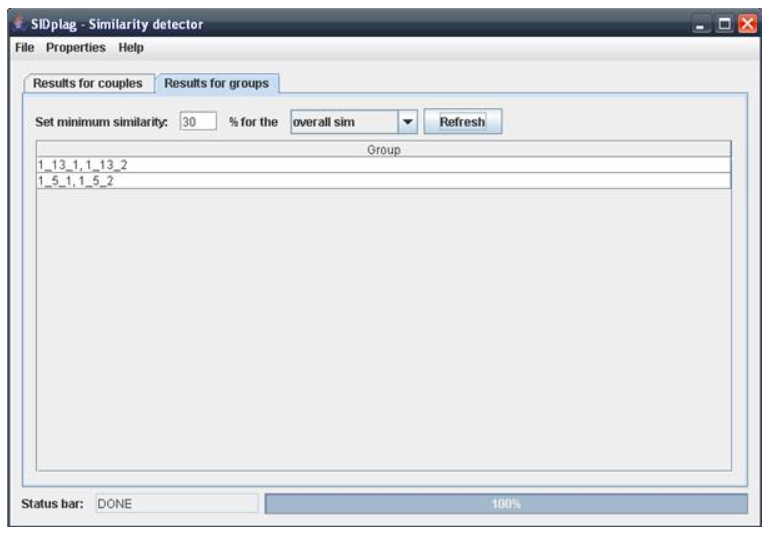 SIDplag - Similarity detector
File Properties Help
Results for couples Results for groups
Set minimum similarity: 30 % for the overall sim Refresh
Group
1_13_1, 1_13_2
1_5_1, 1_5_2
Status bar: DONE 100%